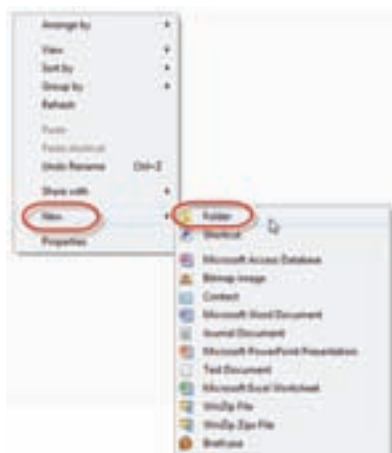 Arrange by
View
Sort by
Group by
Refresh
Paste
Paste shortcut
Undo Rename Ctrl+Z
Share with
New
Properties
Folder
Shortcut
Microsoft Access Database
Bitmap image
Contact
Microsoft Word Document
Journal Document
Microsoft PowerPoint Presentation
Text Document
Microsoft Excel Worksheet
WinZip File
WinZip Zipx File
Briefcase